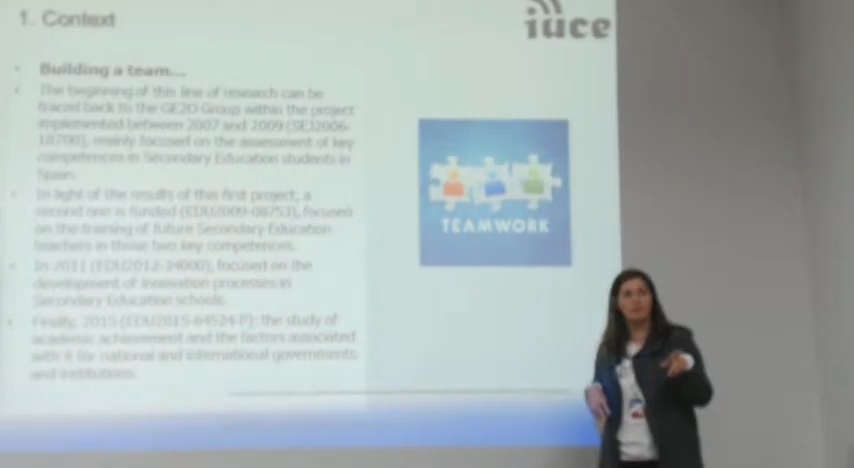 1. Context
iuce
Building a team...
The beginning of this line of research can be
traced back to the GE2O Group within the project
implemented between 2007 and 2009 (SEJ2006-
10700), mainly focused on the assessment of key
competences in Secondary Education students in
Spain.
In light of the results of this first project, a
second one is funded (EDU2009-08753), focused
on the training of future Secondary Education
teachers in those two key competences.
In 2011 (EDU2012-34000), focused on the
development of innovation processes in
Secondary Education schools.
Finally, 2015 (EDU2015-64524-P): the study of
academic achievement and the factors associated
with it for national and international governments
and institutions.
TEAMWORK